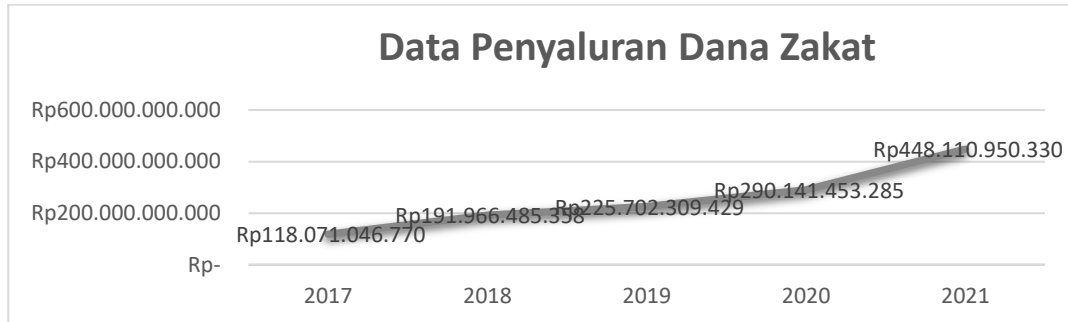 Data Penyaluran Dana Zakat
Rp600.000.000.000
Rp400.000.000.000
Rp200.000.000.000
Rp-
Rp118.071.046.770
Rp191.966.485.358
Rp225.702.309.429
Rp290.141.453.285
Rp448.110.950.330
2017 2018 2019 2020 2021